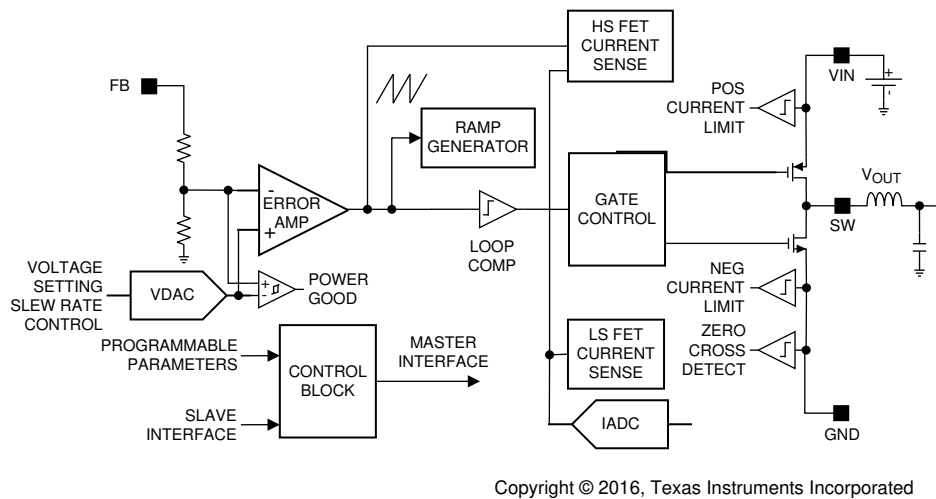 HS FET
CURRENT
SENSE
VIN
+
-
FB
POS
CURRENT
LIMIT
RAMP
GENERATOR
-
ERROR
AMP
+
GATE
CONTROL
VOUT
SW
LOOP
COMP
VOLTAGE
SETTING
SLEW RATE
CONTROL
VDAC
+
-
POWER
GOOD
NEG
CURRENT
LIMIT
PROGRAMMABLE
PARAMETERS
CONTROL
BLOCK
MASTER
INTERFACE
LS FET
CURRENT
SENSE
ZERO
CROSS
DETECT
SLAVE
INTERFACE
IADC
GND
Copyright © 2016, Texas Instruments Incorporated